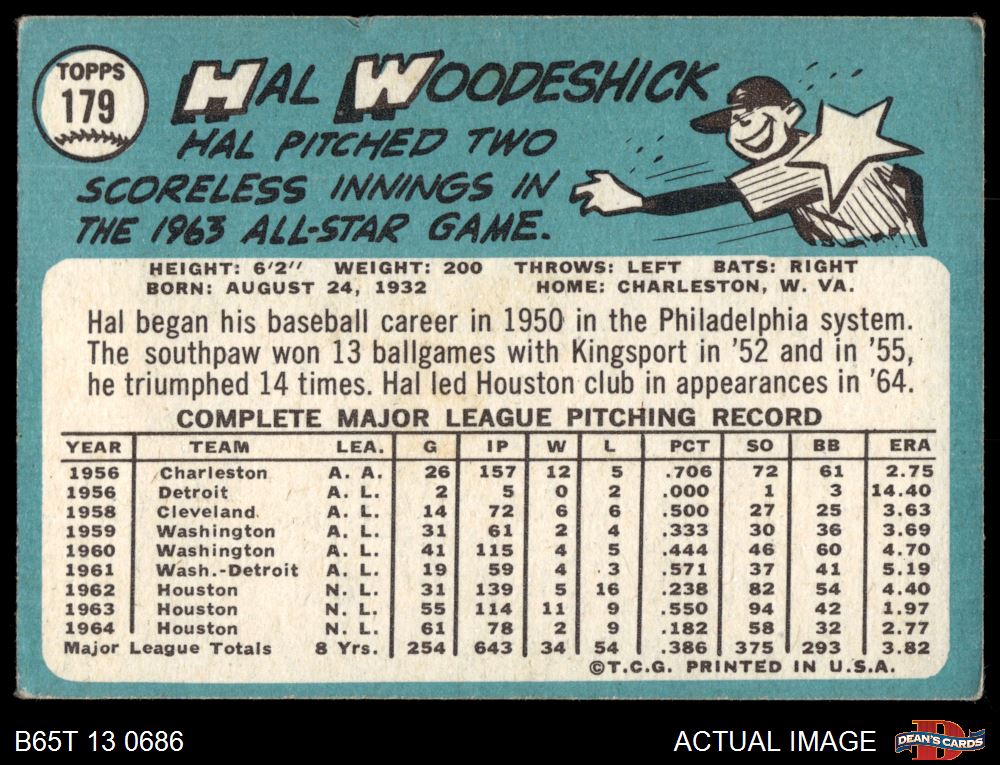 TOPPS
179
HAL WOODESHICK
HAL PITCHED TWO
SCORELESS INNINGS IN
THE 1963 ALL-STAR GAME.
HEIGHT: 6'2" WEIGHT: 200 THROWS: LEFT BATS: RIGHT
BORN: AUGUST 24, 1932 HOME: CHARLESTON, W. VA.
Hal began his baseball career in 1950 in the Philadelphia system.
The southpaw won 13 ballgames with Kingsport in '52 and in '55,
he triumphed 14 times. Hal led Houston club in appearances in '64.
COMPLETE MAJOR LEAGUE PITCHING RECORD
YEAR TEAM LEA. G IP W L PCT SO BB ERA
1956 Charleston A. A. 26 157 12 5 .706 72 61 2.75
1956 Detroit A. L. 2 5 0 2 .000 1 3 14.40
1958 Cleveland A. L. 14 72 6 6 .500 27 25 3.63
1959 Washington A. L. 31 61 2 4 .333 30 36 3.69
1960 Washington A. L. 41 115 4 5 .444 46 60 4.70
1961 Wash.-Detroit A. L. 19 59 4 3 .571 37 41 5.19
1962 Houston N. L. 31 139 5 16 .238 82 54 4.40
1963 Houston N. L. 55 114 11 9 .550 94 42 1.97
1964 Houston N. L. 61 78 2 9 .182 58 32 2.77
Major League Totals 8 Yrs. 254 643 34 54 .386 375 293 3.82
©T.C.G. PRINTED IN U.S.A.
B65T 13 0686 ACTUAL IMAGE DEAN'S CARDS